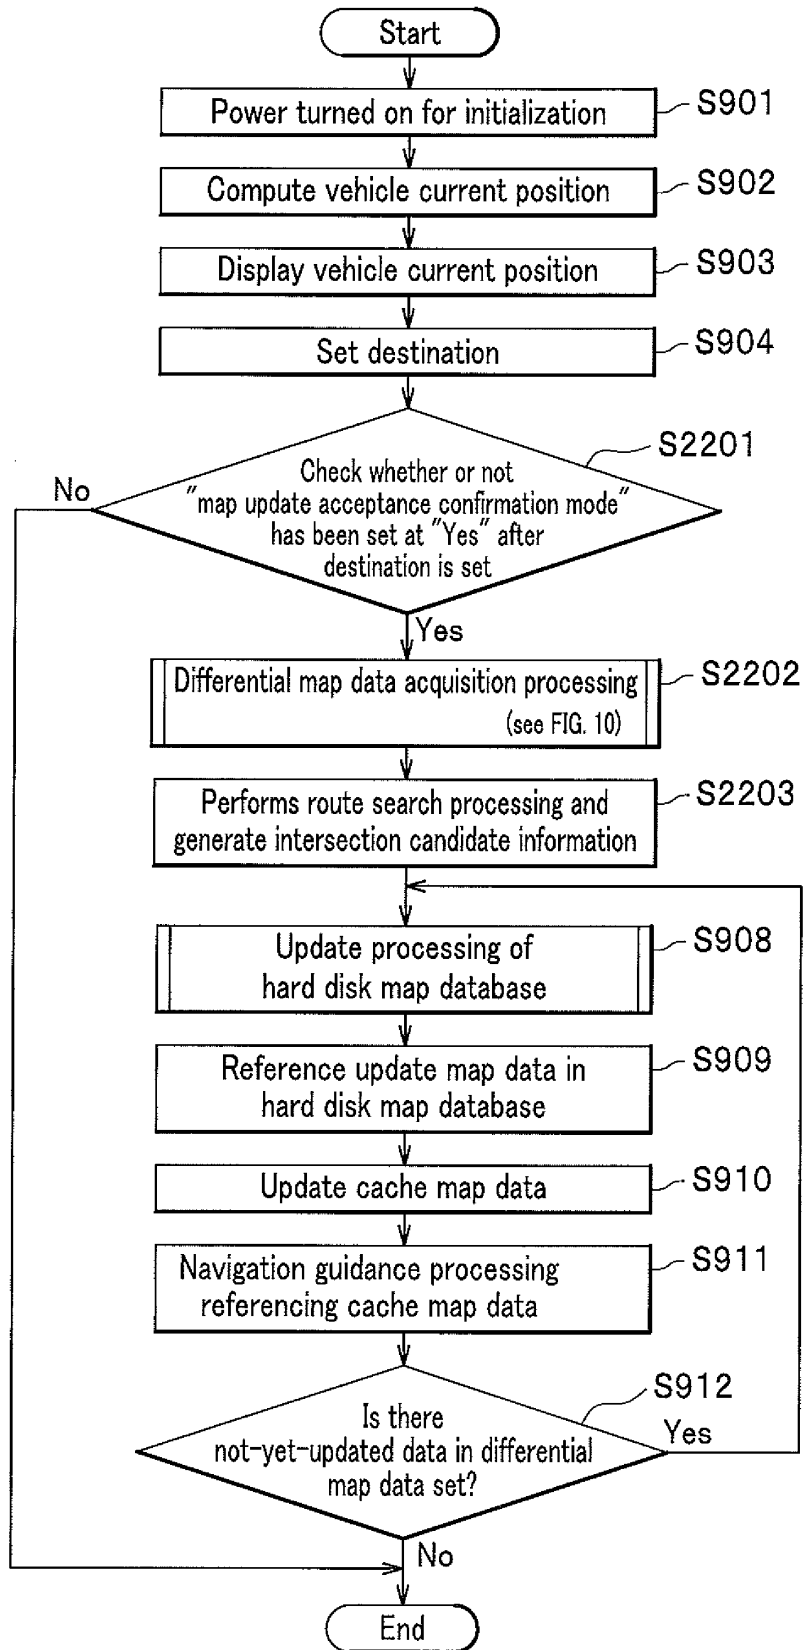 Start
Power turned on for initialization
S901
Compute vehicle current position
S902
Display vehicle current position
S903
Set destination
S904
S2201
Check whether or not
"map update acceptance confirmation mode"
has been set at "Yes" after
destination is set
No
Yes
Differential map data acquisition processing
(see FIG. 10)
S2202
Performs route search processing and
generate intersection candidate information
S2203
Update processing of
hard disk map database
S908
Reference update map data in
hard disk map database
S909
Update cache map data
S910
Navigation guidance processing
referencing cache map data
S911
S912
Is there
not-yet-updated data in differential
map data set?
Yes
No
End